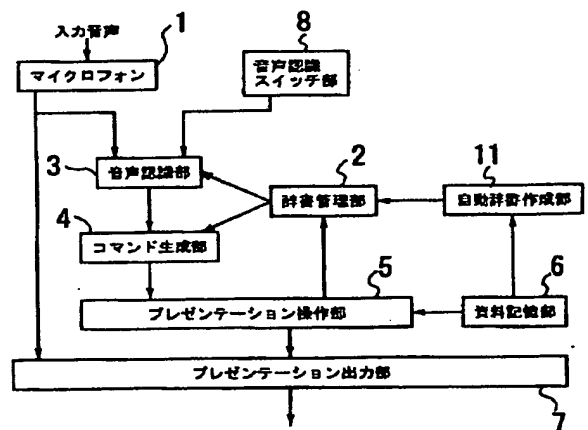 入力音声
1
マイクロフォン
8
音声認識
スイッチ部
3
音声認識部
2
辞書管理部
11
自動辞書作成部
4
コマンド生成部
5
プレゼンテーション操作部
6
資料記憶部
プレゼンテーション出力部
7